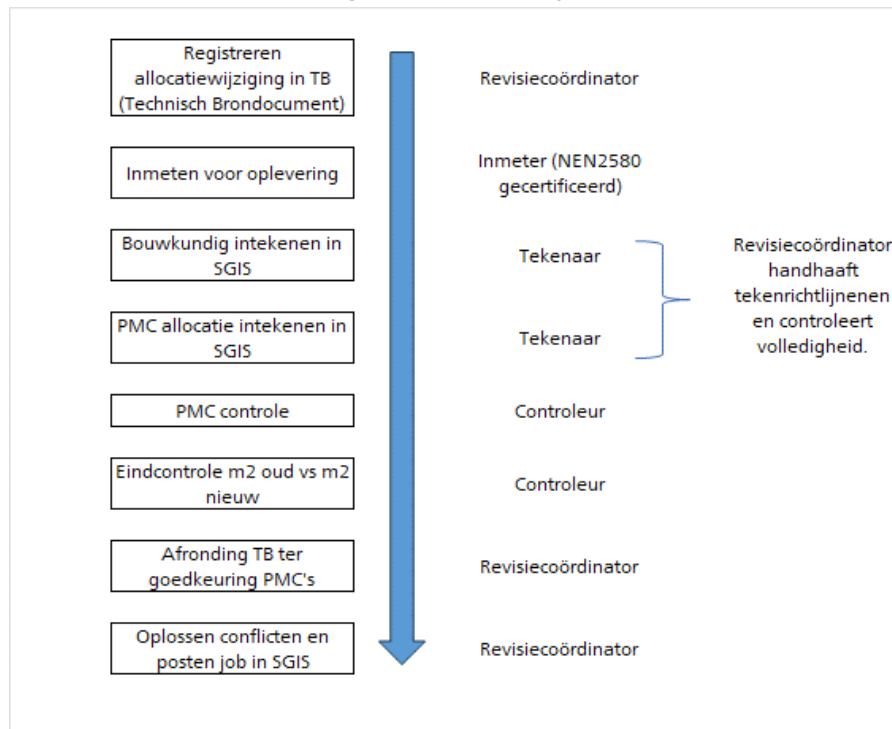 Registreren
allocatiewijziging in TB
(Technisch Brondocument)
Revisiecoördinator
Inmeten voor oplevering
Inmeter (NEN2580
gecertificeerd)
Bouwkundig intekenen in
SGIS
Tekenaar
PMC allocatie intekenen in
SGIS
Tekenaar
Revisiecoördinator
handhaaft
tekenrichtlijnenen
en controleert
volledigheid.
PMC controle
Controleur
Eindcontrole m2 oud vs m2
nieuw
Controleur
Afronding TB ter
goedkeuring PMC's
Revisiecoördinator
Oplossen conflicten en
posten job in SGIS
Revisiecoördinator